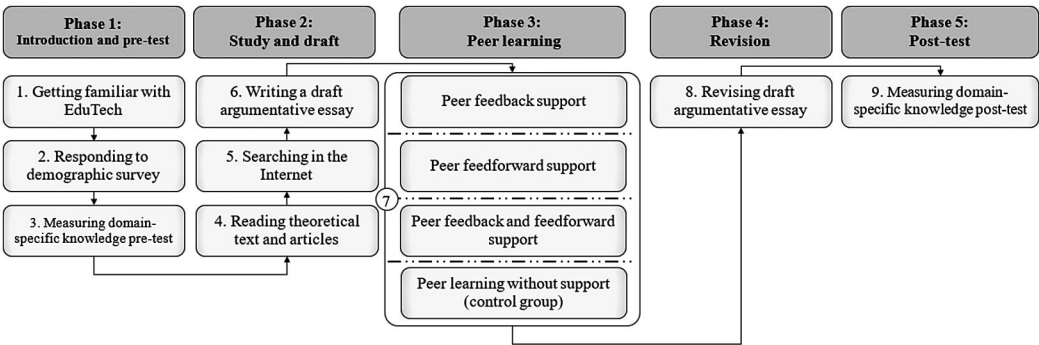 Phase 1:
Introduction and pre-test
Phase 2:
Study and draft
Phase 3:
Peer learning
Phase 4:
Revision
Phase 5:
Post-test
1. Getting familiar with
EduTech
2. Responding to
demographic survey
3. Measuring domain-
specific knowledge pre-test
6. Writing a draft
argumentative essay
5. Searching in the
Internet
4. Reading theoretical
text and articles
7
Peer feedback support
Peer feedforward support
Peer feedback and feedforward
support
Peer learning without support
(control group)
8. Revising draft
argumentative essay
9. Measuring domain-
specific knowledge post-test